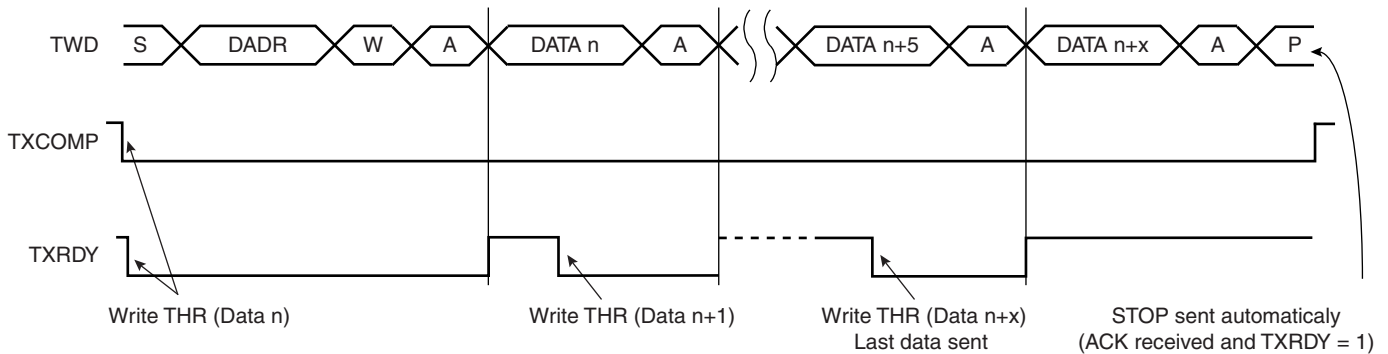 TWD S DADR W A DATA n A DATA n+5 A DATA n+x A P
TXCOMP
TXRDY
Write THR (Data n)
Write THR (Data n+1)
Write THR (Data n+x)
Last data sent
STOP sent automaticaly
(ACK received and TXRDY = 1)